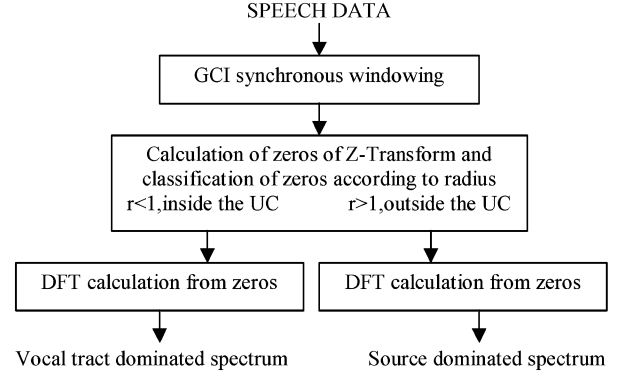 SPEECH DATA
GCI synchronous windowing
Calculation of zeros of Z-Transform and
classification of zeros according to radius
r<1,inside the UC r>1,outside the UC
DFT calculation from zeros DFT calculation from zeros
Vocal tract dominated spectrum Source dominated spectrum